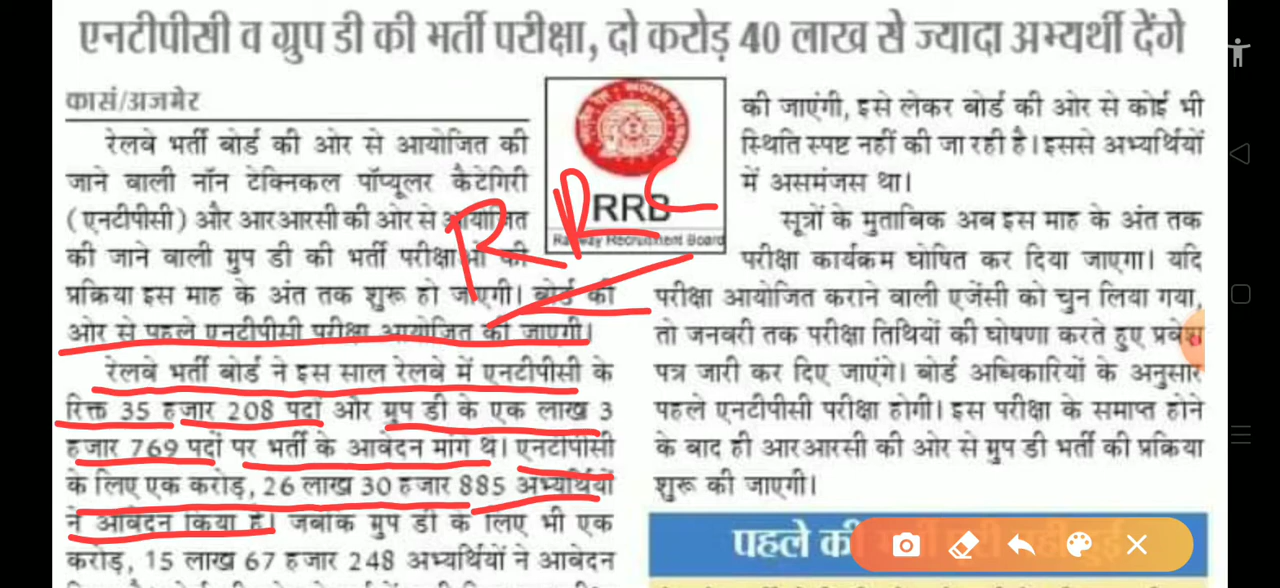 एनटीपीसी व ग्रुप डी की भर्ती परीक्षा, दो करोड़ 40 लाख से ज्यादा अभ्यर्थी देंगे
कासं/अजमेर
रेलवे भर्ती बोर्ड की ओर से आयोजित की
जाने वाली नॉन टेक्निकल पॉप्यूलर कैटेगिरी
(एनटीपीसी) और आरआरसी की ओर से आयोजित
की जाने वाली ग्रुप डी की भर्ती परीक्षाओं की
प्रक्रिया इस माह के अंत तक शुरू हो जाएगी। बोर्ड की
ओर से पहले एनटीपीसी परीक्षा आयोजित की जाएगी।
रेलवे भर्ती बोर्ड ने इस साल रेलवे में एनटीपीसी के
रिक्त 35 हजार 208 पदों और ग्रुप डी के एक लाख 3
हजार 769 पदों पर भर्ती के आवेदन मांगे थे। एनटीपीसी
के लिए एक करोड़, 26 लाख 30 हजार 885 अभ्यर्थियों
ने आवेदन किया है। जबकि ग्रुप डी के लिए भी एक
करोड़, 15 लाख 67 हजार 248 अभ्यर्थियों ने आवेदन
RRB
Railway Recruitment Board
RRC
की जाएंगी, इसे लेकर बोर्ड की ओर से कोई भी
स्थिति स्पष्ट नहीं की जा रही है। इससे अभ्यर्थियों
में असमंजस था।
सूत्रों के मुताबिक अब इस माह के अंत तक
परीक्षा कार्यक्रम घोषित कर दिया जाएगा। यदि
परीक्षा आयोजित कराने वाली एजेंसी को चुन लिया गया,
तो जनवरी तक परीक्षा तिथियों की घोषणा करते हुए प्रवेश
पत्र जारी कर दिए जाएंगे। बोर्ड अधिकारियों के अनुसार
पहले एनटीपीसी परीक्षा होगी। इस परीक्षा के समाप्त होने
के बाद ही आरआरसी की ओर से ग्रुप डी भर्ती की प्रक्रिया
शुरू की जाएगी।
पहले की